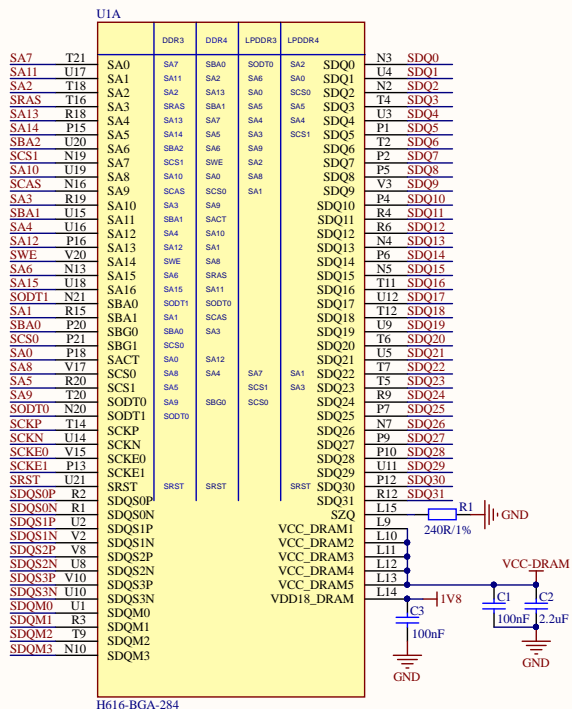 U1A
DDR3 DDR4 LPDDR3 LPDDR4
SA7 T21 SA0 SA7 SBA0 SODT0 SA2 SDQ0 N3 SDQ0
SA11 U17 SA1 SA11 SA2 SA6 SA0 SDQ1 U4 SDQ1
SA2 T18 SA2 SA2 SA13 SA0 SCS0 SDQ2 N2 SDQ2
SRAS T16 SA3 SRAS SBA1 SA5 SA5 SDQ3 T4 SDQ3
SA13 R18 SA4 SA13 SA7 SA4 SA4 SDQ4 U3 SDQ4
SA14 P15 SA5 SA14 SA5 SA3 SCS1 SDQ5 P1 SDQ5
SBA2 U20 SA6 SBA2 SA6 SA9 SDQ6 T2 SDQ6
SCS1 N19 SA7 SCS1 SWE SA2 SDQ7 P2 SDQ7
SA10 U19 SA8 SA10 SA0 SA8 SDQ8 P5 SDQ8
SCAS N16 SA9 SCAS SCS0 SA1 SDQ9 V3 SDQ9
SA3 R19 SA10 SA3 SA9 SDQ10 P4 SDQ10
SBA1 U15 SA11 SBA1 SACT SDQ11 R4 SDQ11
SA4 U16 SA12 SA4 SA10 SDQ12 R6 SDQ12
SA12 P16 SA13 SA12 SA1 SDQ13 N4 SDQ13
SWE V20 SA14 SWE SA8 SDQ14 P6 SDQ14
SA6 N13 SA15 SA6 SRAS SDQ15 N5 SDQ15
SA15 U18 SA16 SA15 SA11 SDQ16 T11 SDQ16
SODT1 N21 SBA0 SODT1 SODT0 SDQ17 U12 SDQ17
SA1 R15 SBA1 SA1 SCAS SDQ18 T12 SDQ18
SBA0 P20 SBG0 SBA0 SA3 SDQ19 U9 SDQ19
SCS0 P21 SBG1 SCS0 SDQ20 T6 SDQ20
SA0 P18 SACT SA0 SA12 SDQ21 U5 SDQ21
SA8 V17 SCS0 SA8 SA4 SA7 SA1 SDQ22 T7 SDQ22
SA5 R20 SCS1 SA5 SCS1 SA3 SDQ23 T5 SDQ23
SA9 T20 SODT0 SA9 SBG0 SCS0 SDQ24 R9 SDQ24
SODT0 N20 SODT1 SODT0 SDQ25 P7 SDQ25
SCKP T14 SCKP SDQ26 N7 SDQ26
SCKN U14 SCKN SDQ27 P9 SDQ27
SCKE0 V15 SCKE0 SDQ28 P10 SDQ28
SCKE1 P13 SCKE1 SDQ29 U11 SDQ29
SRST U21 SRST SRST SRST SRST SDQ30 P12 SDQ30
SDQS0P R2 SDQS0P SDQ31 R12 SDQ31
SDQS0N R1 SDQS0N SZQ L15 R1 GND
240R/1%
SDQS1P U2 SDQS1P VCC_DRAM1 L9
SDQS1N V2 SDQS1N VCC_DRAM2 L10
SDQS2P V8 SDQS2P VCC_DRAM3 L11
SDQS2N U8 SDQS2N VCC_DRAM4 L12 VCC-DRAM
SDQS3P V10 SDQS3P VCC_DRAM5 L13
SDQS3N U10 SDQS3N VDD18_DRAM L14 1V8 C1 C2
SDQM0 U1 SDQM0 C3 100nF 2.2uF
SDQM1 R3 SDQM1
SDQM2 T9 SDQM2 100nF
SDQM3 N10 SDQM3 GND
GND
H616-BGA-284